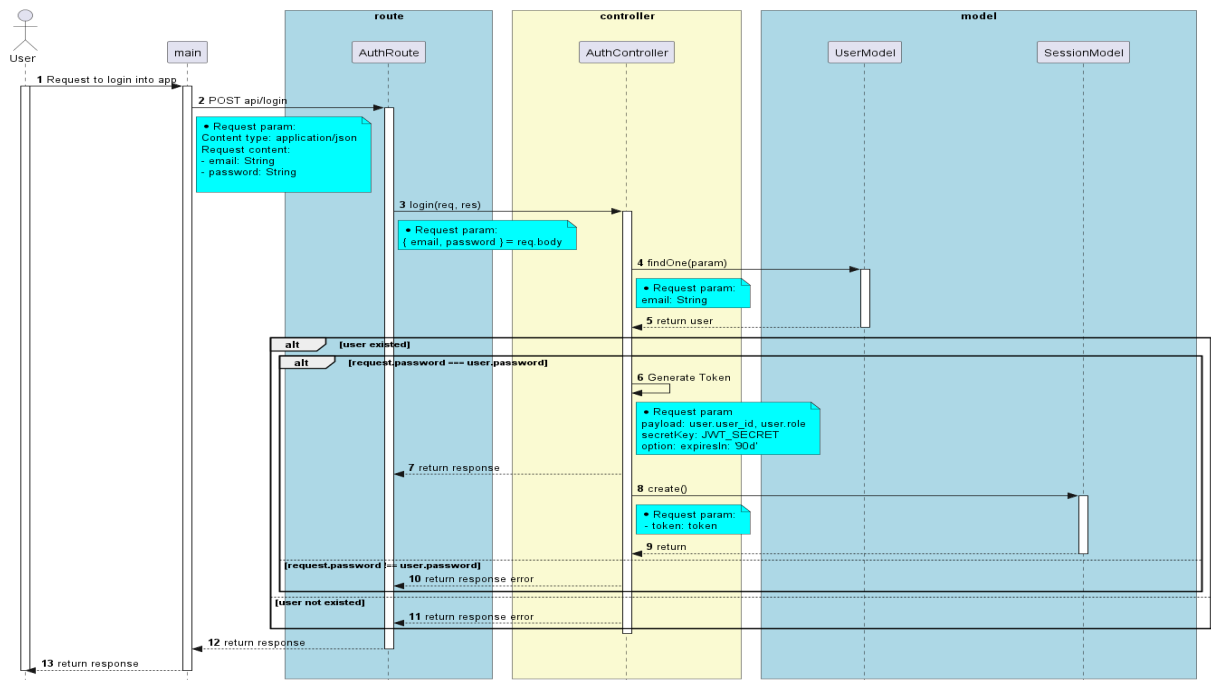 route
controller
model
User
main
AuthRoute
AuthController
UserModel
SessionModel
1 Request to login into app
2 POST api/login
• Request param:
Content type: application/json
Request content:
- email: String
- password: String
3 login(req, res)
• Request param:
{ email, password } = req.body
4 findOne(param)
• Request param:
email: String
5 return user
alt [user existed]
alt [request.password === user.password]
6 Generate Token
• Request param
payload: user.user_id, user.role
secretKey: JWT_SECRET
option: expiresIn: '90d'
7 return response
8 create()
• Request param:
- token: token
9 return
[request.password !== user.password]
10 return response error
[user not existed]
11 return response error
12 return response
13 return response